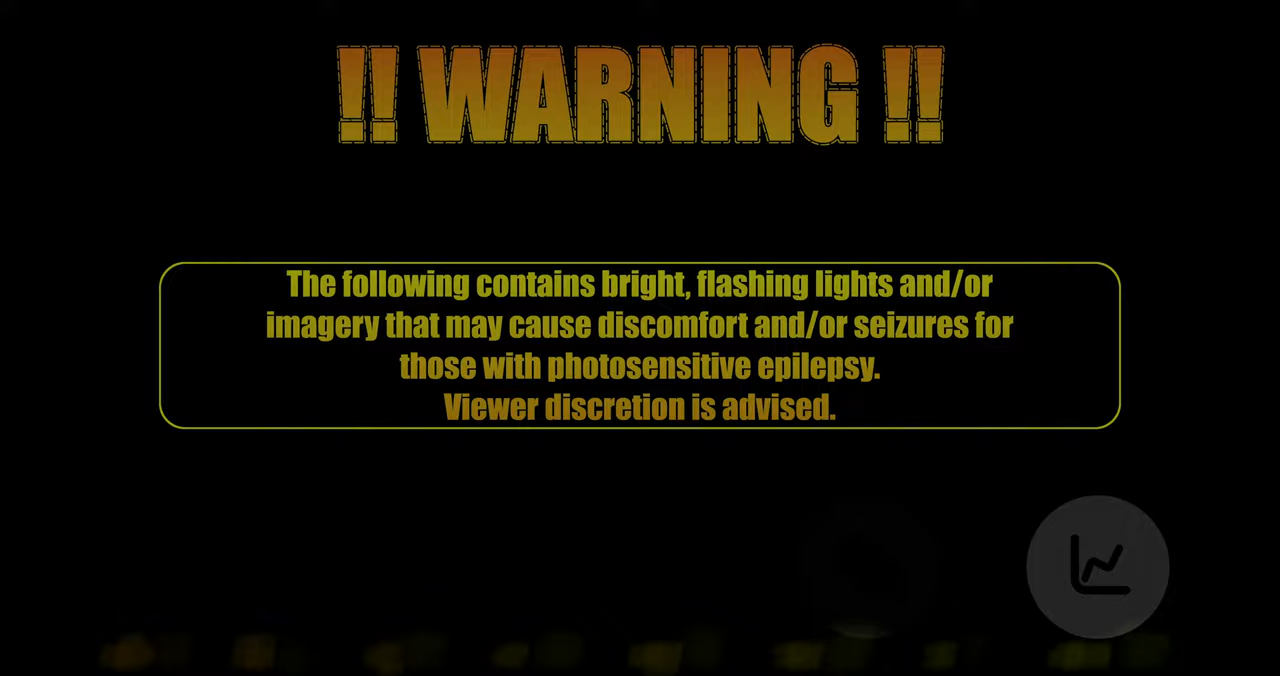 !! WARNING !!
The following contains bright, flashing lights and/or
imagery that may cause discomfort and/or seizures for
those with photosensitive epilepsy.
Viewer discretion is advised.